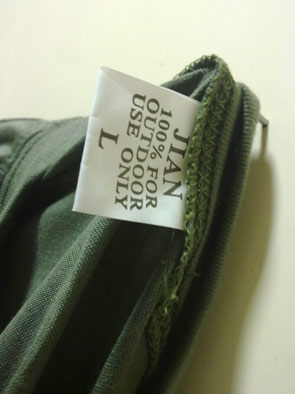 JIAN
100% FOR
OUTDOOR
USE ONLY
L